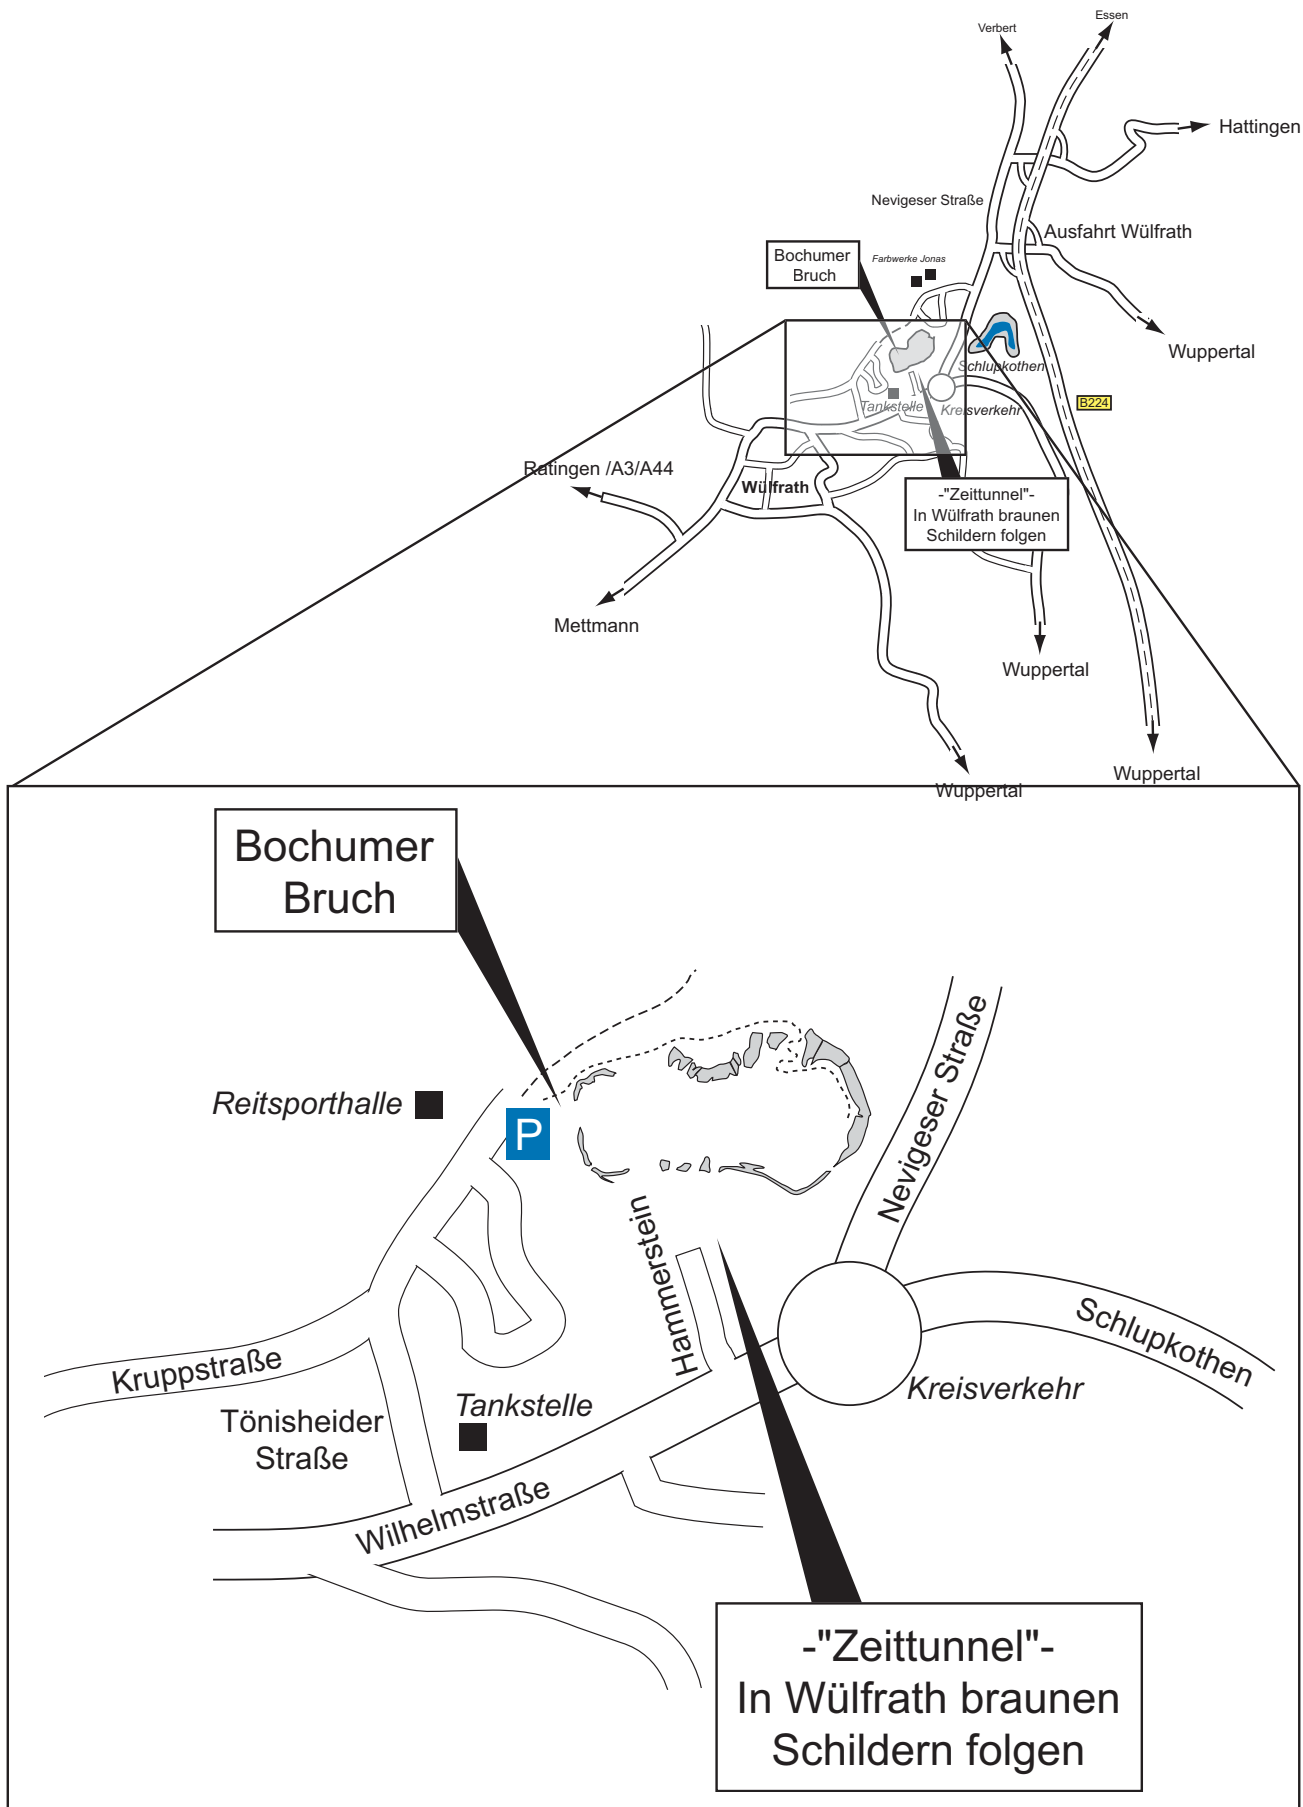 Essen
Verbert
Hattingen
Nevigeser Straße
Ausfahrt Wülfrath
Bochumer
Bruch
Farbwerke Jonas
Wuppertal
Schlupkothen
B224
Tankstelle
Kreisverkehr
Ratingen /A3/A44
Wülfrath
-"Zeittunnel"-
In Wülfrath braunen
Schildern folgen
Mettmann
Wuppertal
Wuppertal
Wuppertal
Bochumer
Bruch
Reitsporthalle
P
Nevigeser Straße
Hammerstein
Schlupkothen
Kruppstraße
Kreisverkehr
Tönisheider
Straße
Tankstelle
Wilhelmstraße
-"Zeittunnel"-
In Wülfrath braunen
Schildern folgen